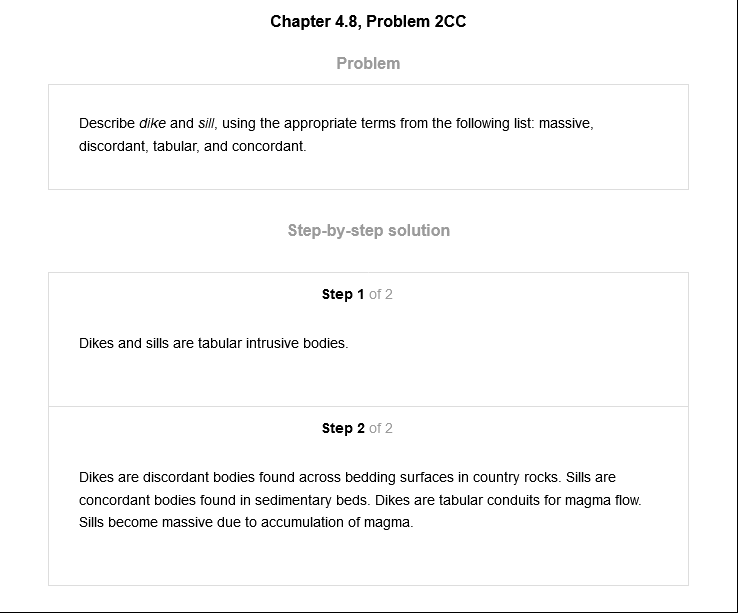 Chapter 4.8, Problem 2CC
Problem
Describe dike and sill, using the appropriate terms from the following list: massive,
discordant, tabular, and concordant.
Step-by-step solution
Step 1 of 2
Dikes and sills are tabular intrusive bodies.
Step 2 of 2
Dikes are discordant bodies found across bedding surfaces in country rocks. Sills are
concordant bodies found in sedimentary beds. Dikes are tabular conduits for magma flow.
Sills become massive due to accumulation of magma.